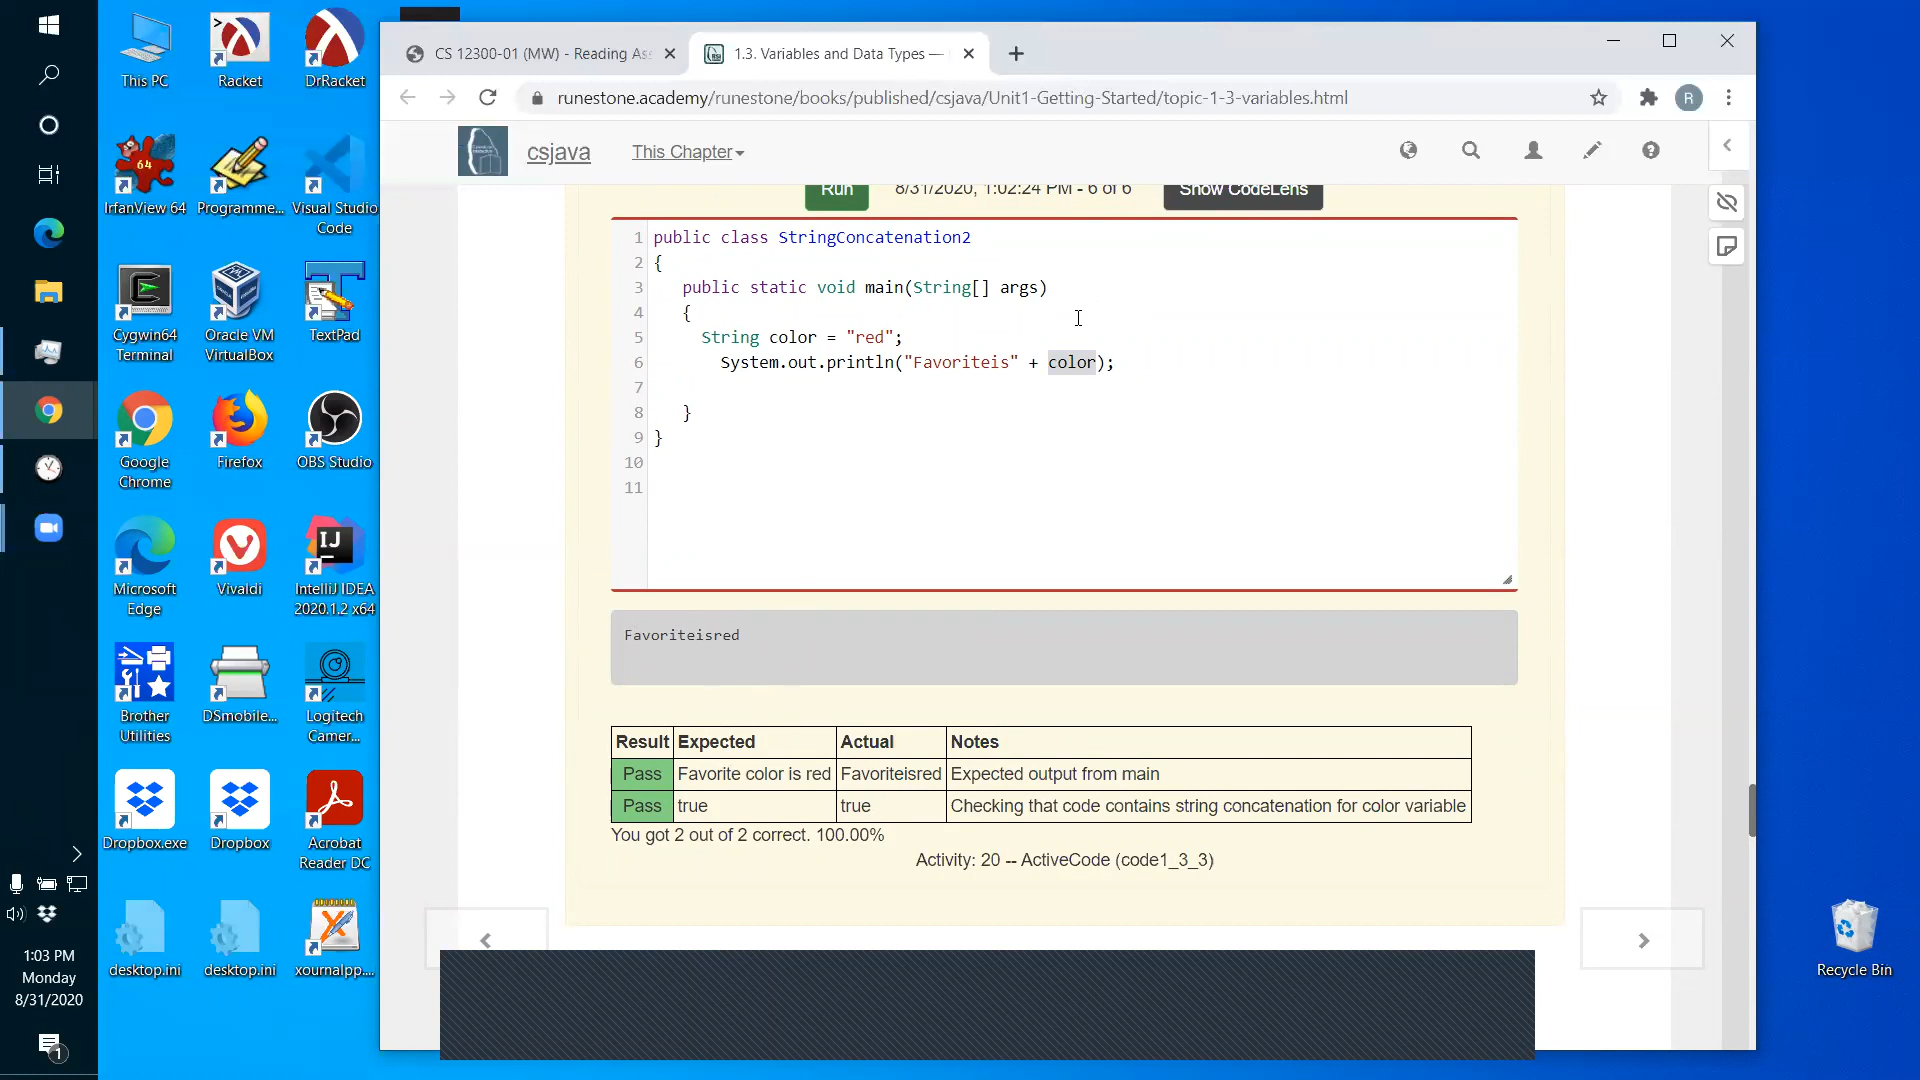 This PC
Racket
DrRacket
IrfanView 64
Programme...
Visual Studio
Code
Cygwin64
Terminal
Oracle VM
VirtualBox
TextPad
Google
Chrome
Firefox
OBS Studio
Microsoft
Edge
Vivaldi
IntelliJ IDEA
2020.1.2 x64
Brother
Utilities
DSmobile...
Logitech
Camer...
Dropbox.exe
Dropbox
Acrobat
Reader DC
desktop.ini
desktop.ini
xournalpp....
Recycle Bin
1:03 PM
Monday
8/31/2020
1
CS 12300-01 (MW) - Reading Ass
1.3. Variables and Data Types —
runestone.academy/runestone/books/published/csjava/Unit1-Getting-Started/topic-1-3-variables.html
R
csjava
This Chapter
Run
8/31/2020, 1:02:24 PM - 6 of 6
Show CodeLens
1 public class StringConcatenation2
2 {
3 public static void main(String[] args)
4 {
5 String color = "red";
6 System.out.println("Favoriteis" + color);
7
8 }
9 }
10
11
Favoriteisred
Result Expected Actual Notes
Pass Favorite color is red Favoriteisred Expected output from main
Pass true true Checking that code contains string concatenation for color variable
You got 2 out of 2 correct. 100.00%
Activity: 20 -- ActiveCode (code1_3_3)